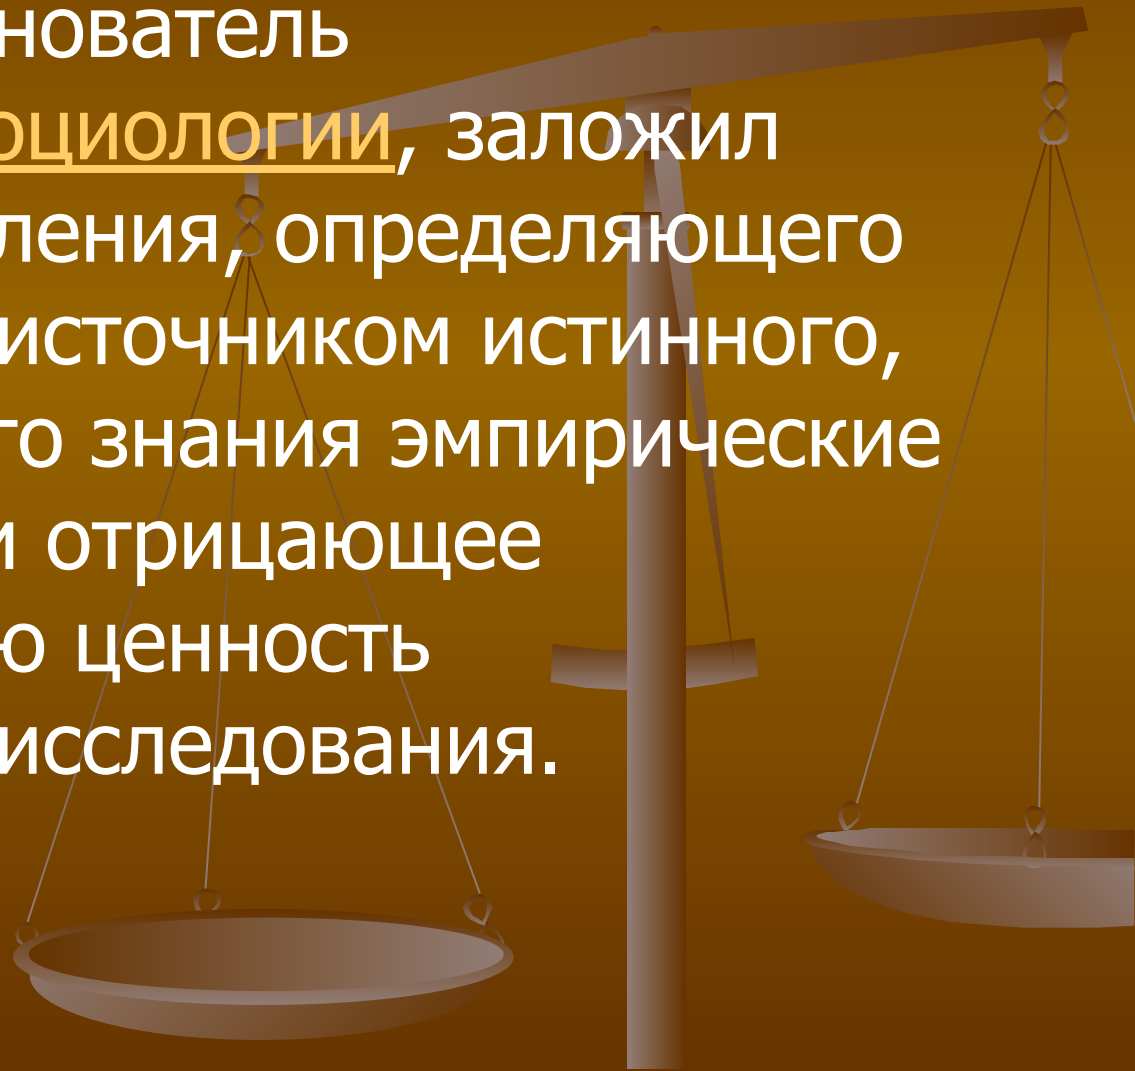 нователь
оциологии, заложил
ления, определяющего
источником истинного,
го знания эмпирические
и отрицающее
ю ценность
исследования.